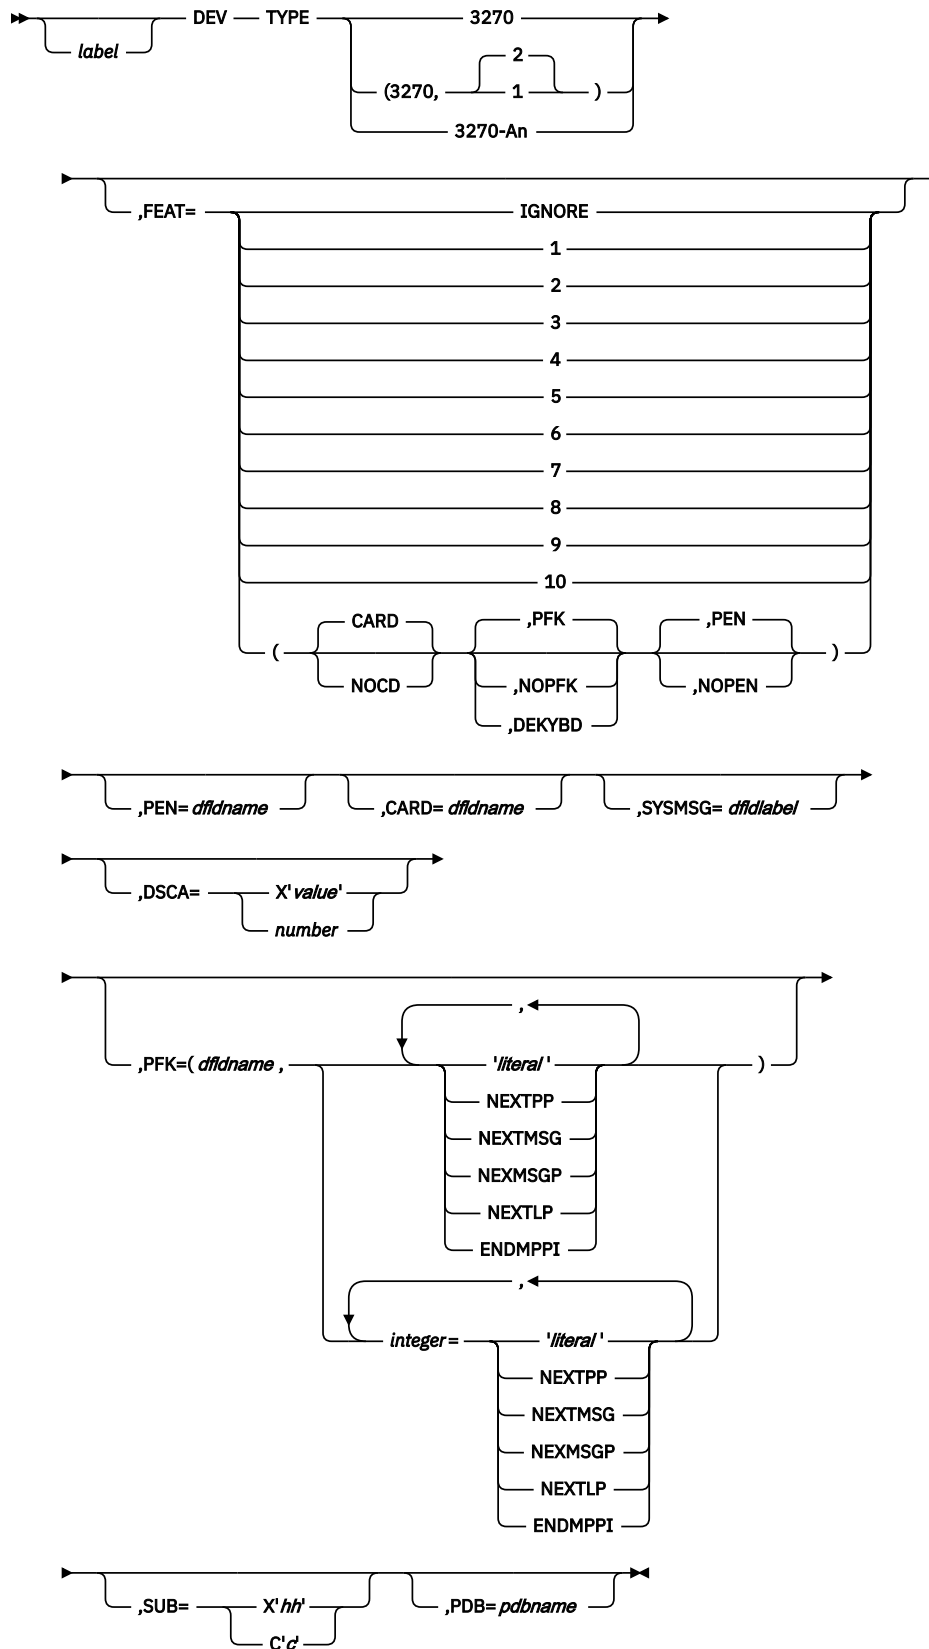 DEV TYPE 3270
label
2
(3270, 1 )
3270-An
,FEAT= IGNORE
1
2
3
4
5
6
7
8
9
10
CARD ,PFK ,PEN
( )
NOCD ,NOPFK ,NOPEN
,DEKYBD
,PEN= dfldname ,CARD= dfldname ,SYSMSG= dfldlabel
,DSCA= X'value'
number
,
,PFK=( dfldname , 'literal ' )
NEXTPP
NEXTMSG
NEXMSGP
NEXTLP
ENDMPPI
,
integer= 'literal '
NEXTPP
NEXTMSG
NEXMSGP
NEXTLP
ENDMPPI
,SUB= X'hh' ,PDB= pdbname
C'c'